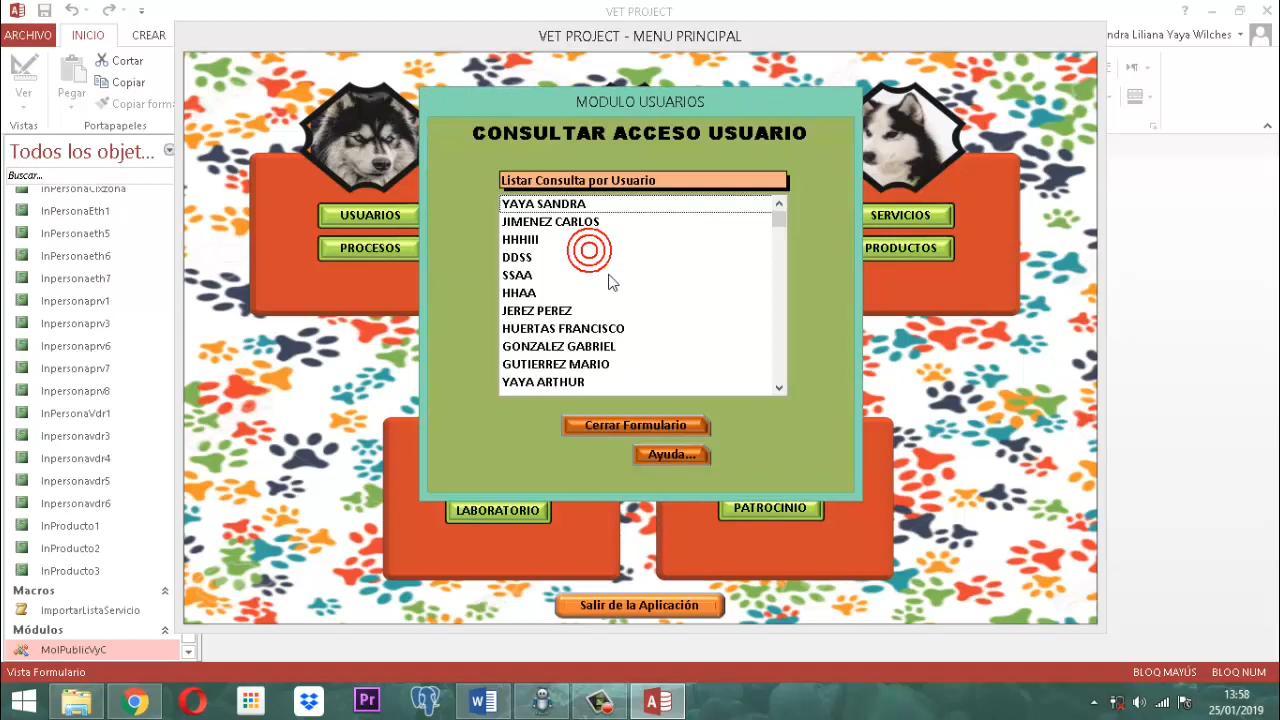 VET PROJECT
ARCHIVO
INICIO
CREAR
ndra Liliana Yaya Wilches
VET PROJECT - MENU PRINCIPAL
Ver
Pegar
Cortar
Copiar
Copiar form
Vistas
Portapapeles
Todos los objet...
Buscar...
InPersonaEth1
InPersonaeth5
InPersonaeth6
InPersonaeth7
Inpersonaprv1
Inpersonaprv3
Inpersonaprv6
Inpersonaprv7
Inpersonaprv8
InPersonaVdr1
Inpersonavdr3
Inpersonavdr4
Inpersonavdr5
Inpersonavdr6
InProducto1
InProducto2
InProducto3
Macros
ImportarListaServicio
Módulos
MolPublicVyC
USUARIOS
PROCESOS
SERVICIOS
PRODUCTOS
MODULO USUARIOS
CONSULTAR ACCESO USUARIO
Listar Consulta por Usuario
YAYA SANDRA
JIMENEZ CARLOS
HHHIII
DDSS
SSAA
HHAA
JEREZ PEREZ
HUERTAS FRANCISCO
GONZALEZ GABRIEL
GUTIERREZ MARIO
YAYA ARTHUR
Cerrar Formulario
Ayuda...
LABORATORIO
PATROCINIO
Salir de la Aplicación
Vista Formulario
BLOQ MAYÚS
BLOQ NUM
Pr
13:58
25/01/2019